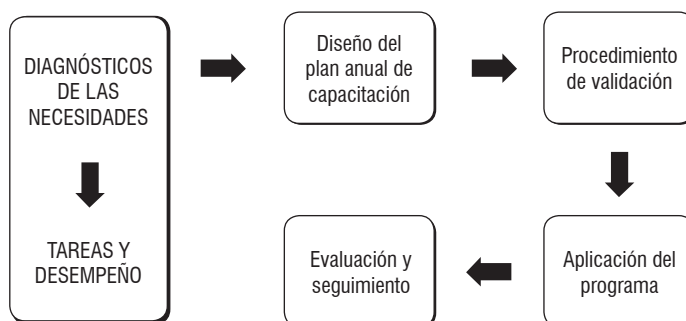 DIAGNÓSTICOS
DE LAS
NECESIDADES
TAREAS Y
DESEMPEÑO
Diseño del
plan anual de
capacitación
Procedimiento
de validación
Aplicación del
programa
Evaluación y
seguimiento